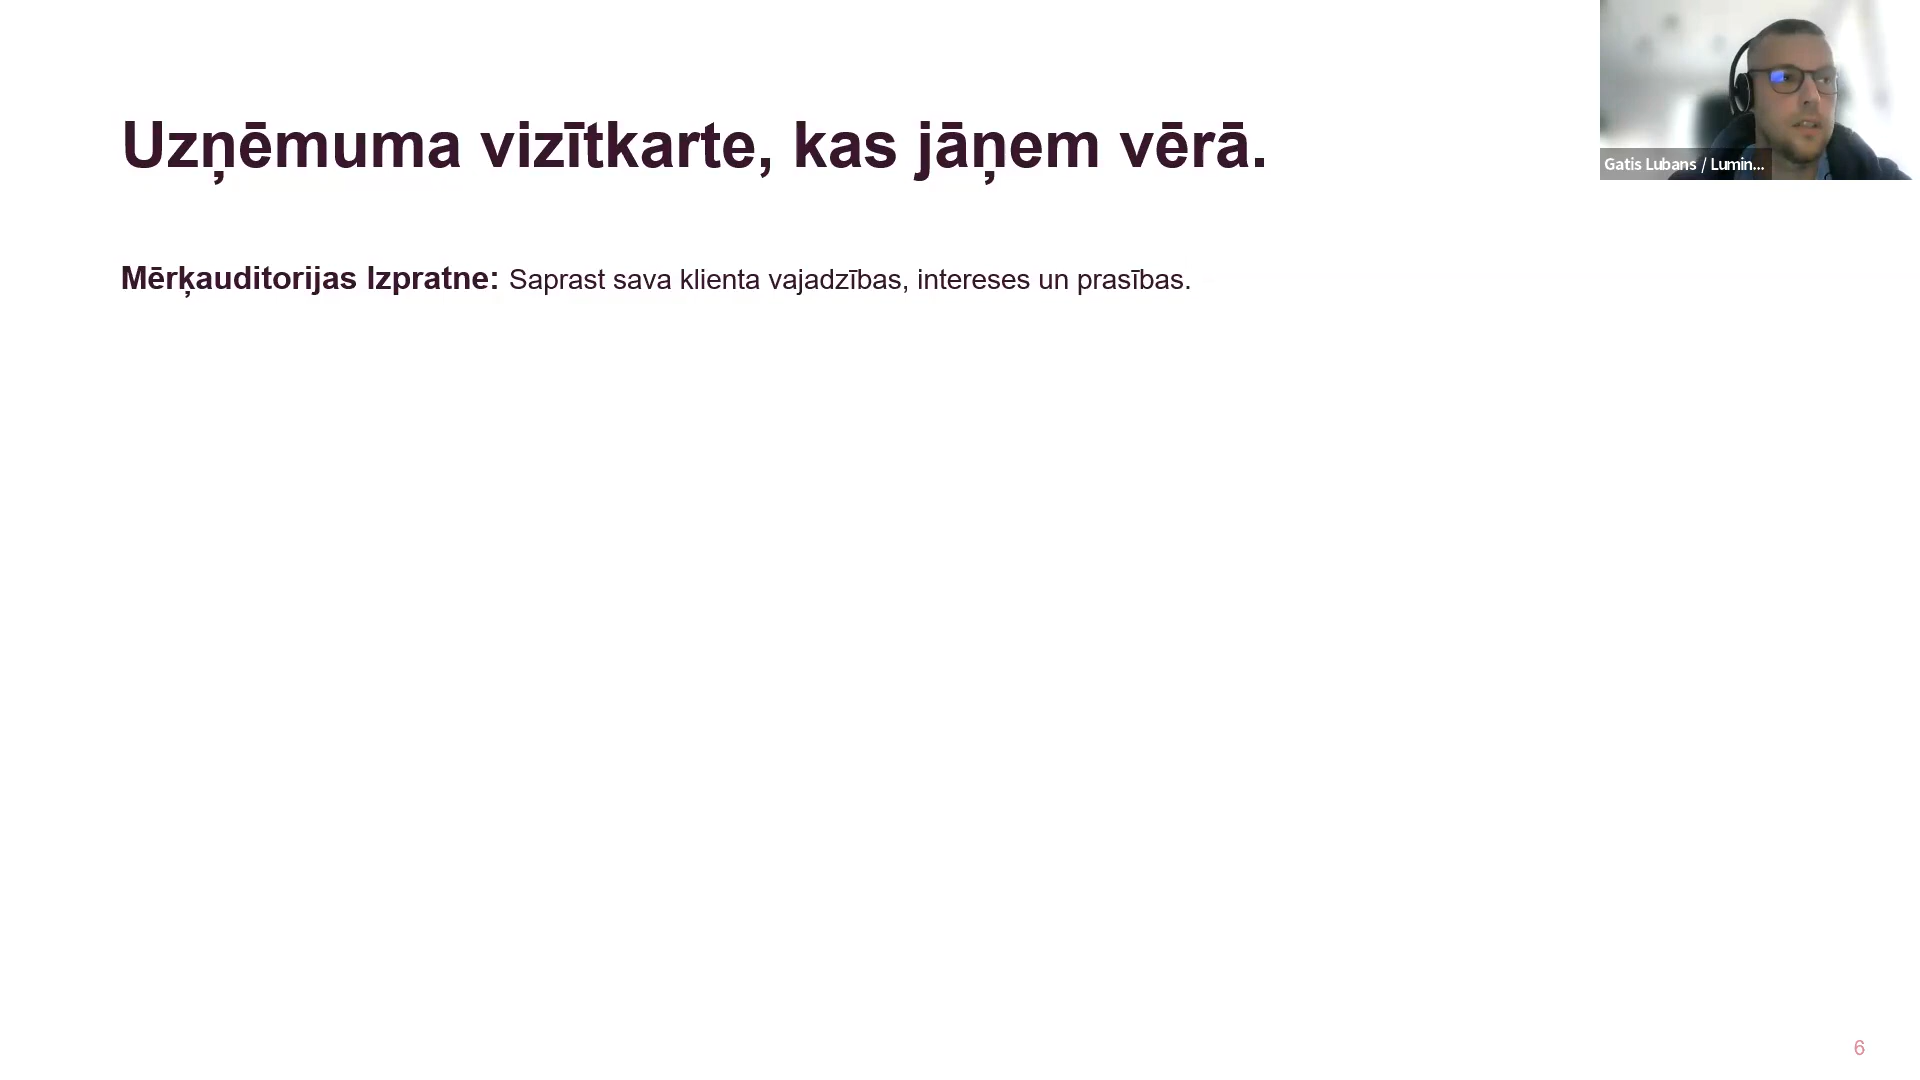 Uzņēmuma vizītkarte, kas jāņem vērā.
Gatis Lubans / Lumin...
Mērķauditorijas Izpratne: Saprast sava klienta vajadzības, intereses un prasības.
6